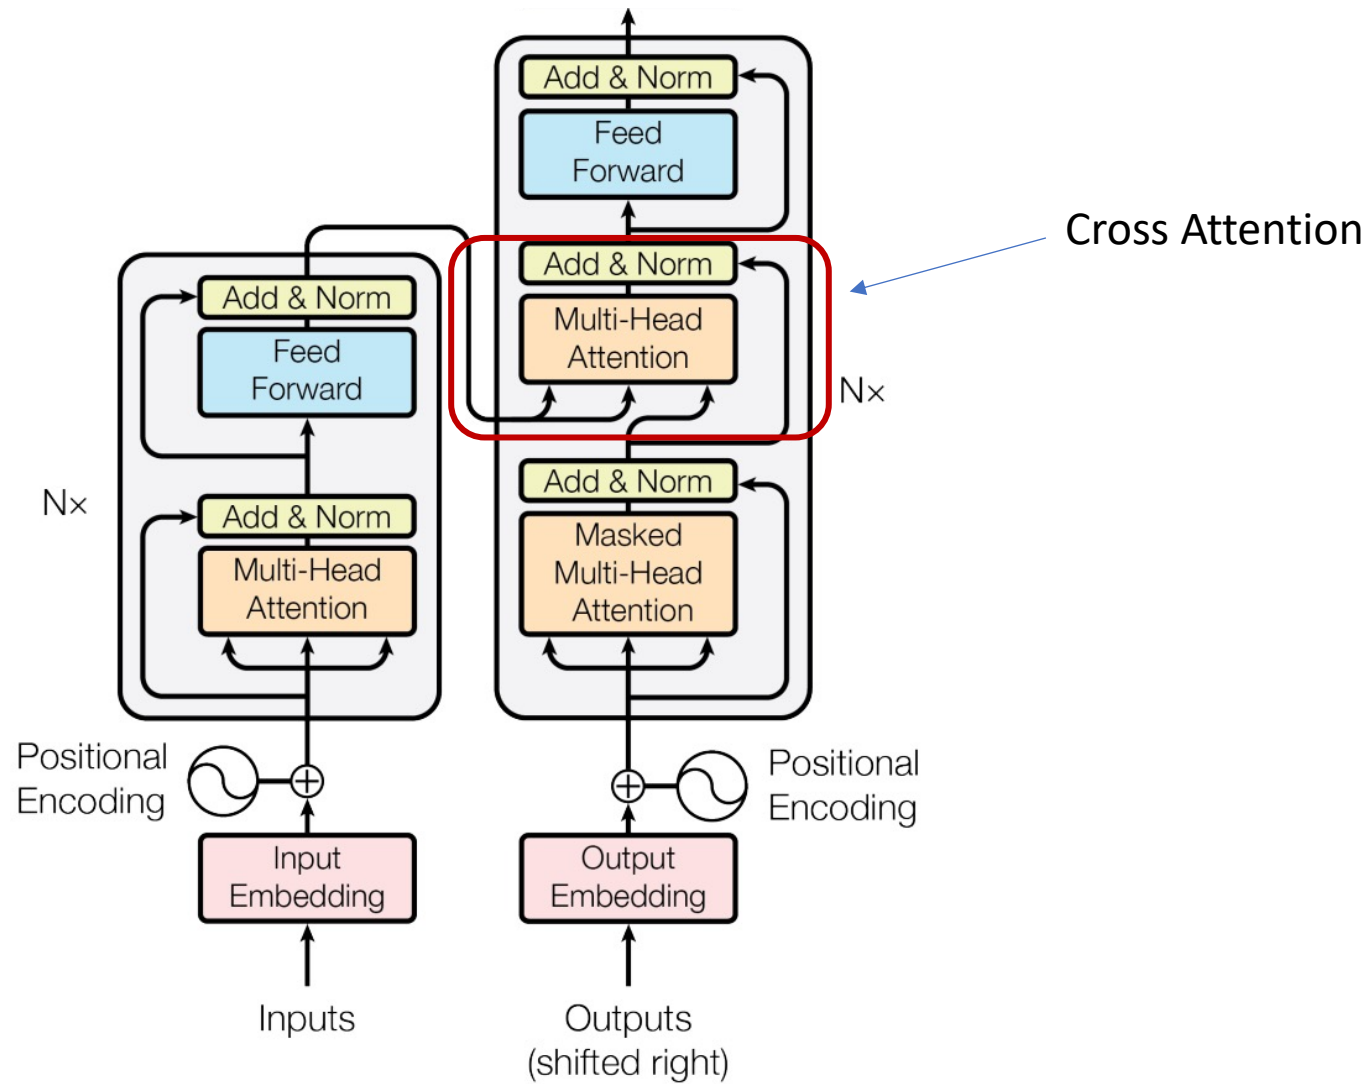 Add & Norm
Feed
Forward
Add & Norm
Multi-Head
Attention
Cross Attention
Nx
Add & Norm
Masked
Multi-Head
Attention
Add & Norm
Feed
Forward
Nx
Add & Norm
Multi-Head
Attention
Positional
Encoding
Positional
Encoding
Input
Embedding
Output
Embedding
Inputs
Outputs
(shifted right)